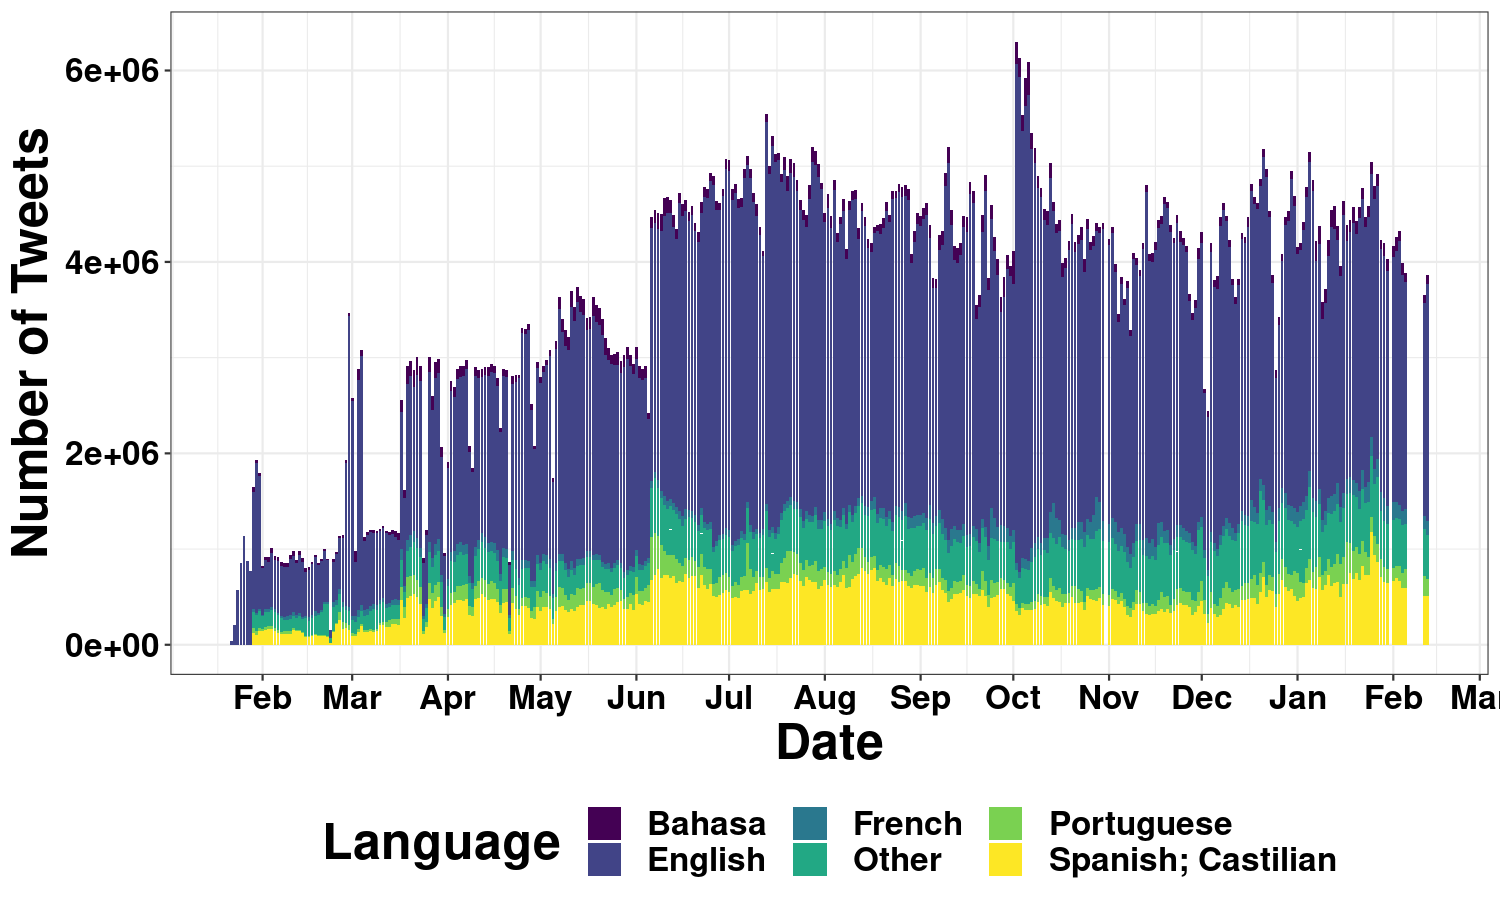 6e+06
4e+06
2e+06
0e+00
Number of Tweets
Feb Mar Apr May Jun Jul Aug Sep Oct Nov Dec Jan Feb Mar
Date
Language
Bahasa French Portuguese
English Other Spanish; Castilian